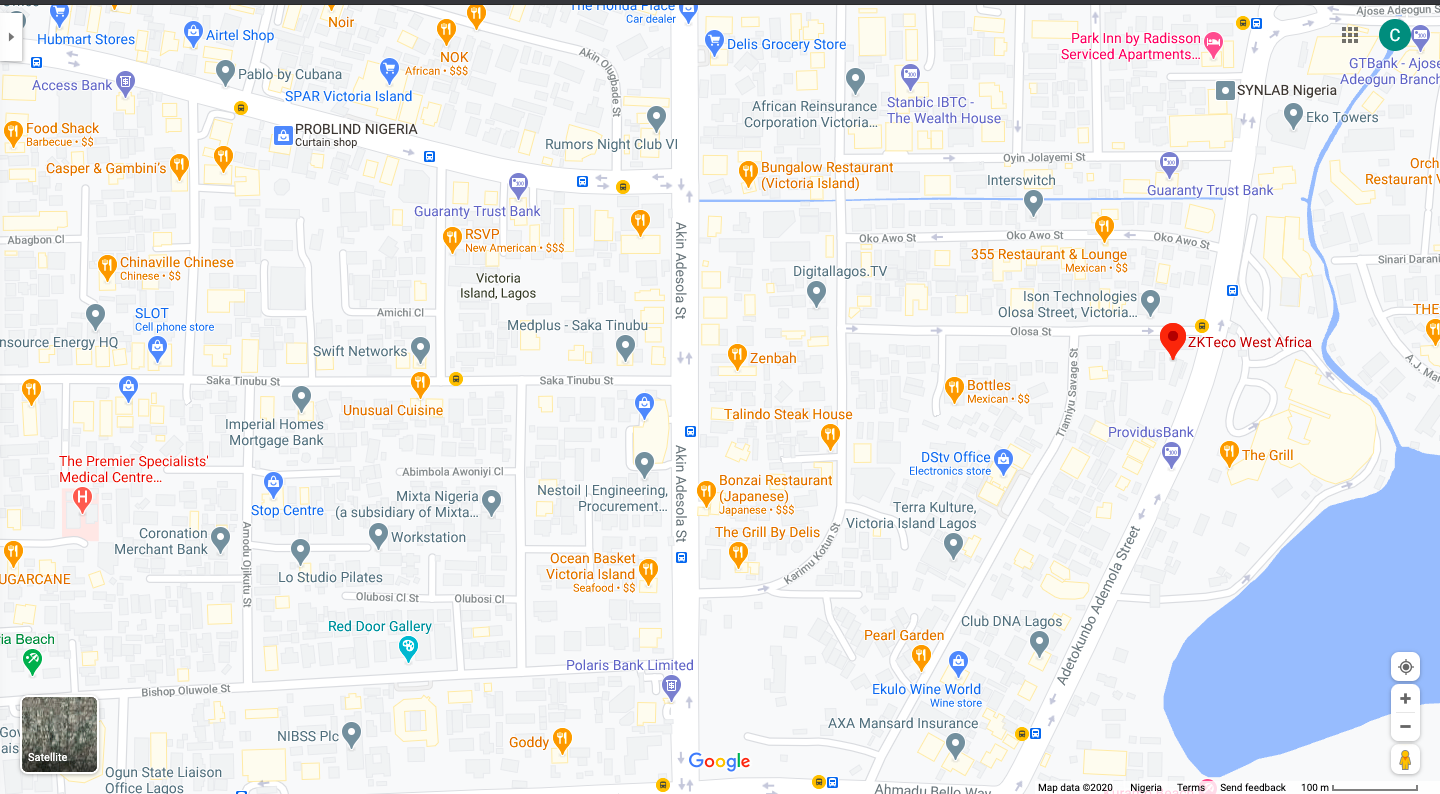 The Honda Place
Car dealer
Ajose Adeogun S
Hubmart Stores
Airtel Shop
Noir
NOK
African • $$$
Akin Olugbade St
Delis Grocery Store
Park Inn by Radisson
Serviced Apartments...
C
GTBank - Ajose
Adeogun Branch
Access Bank
Pablo by Cubana
SPAR Victoria Island
African Reinsurance
Corporation Victoria...
Stanbic IBTC -
The Wealth House
SYNLAB Nigeria
Eko Towers
Food Shack
Barbecue • $$
PROBLIND NIGERIA
Curtain shop
Rumors Night Club VI
Casper & Gambini's
Bungalow Restaurant
(Victoria Island)
Oyin Jolayemi St
Interswitch
Guaranty Trust Bank
Orch
Restaurant V
Guaranty Trust Bank
Abagbon Cl
RSVP
New American • $$$
Akin Adesola St
Oko Awo St
Oko Awo St
Oko Awo St
355 Restaurant & Lounge
Mexican • $$
Sinari Darani
Chinaville Chinese
Chinese • $$
Victoria
Island, Lagos
Digitallagos.TV
Ison Technologies
Olosa Street, Victoria...
SLOT
Cell phone store
Amichi Cl
Medplus - Saka Tinubu
Olosa St
THE
nsource Energy HQ
Swift Networks
Zenbah
ZKTeco West Africa
A.J. Mar
Saka Tinubu St
Saka Tinubu St
Tiamiyu Savage St
Bottles
Mexican • $$
Imperial Homes
Mortgage Bank
Unusual Cuisine
Talindo Steak House
ProvidusBank
The Grill
The Premier Specialists'
Medical Centre...
H
Abimbola Awoniyi Cl
Akin Adesola St
DStv Office
Electronics store
Stop Centre
Mixta Nigeria
(a subsidiary of Mixta...
Nestoil | Engineering,
Procurement...
Bonzai Restaurant
(Japanese)
Japanese • $$$
Terra Kulture,
Victoria Island Lagos
Coronation
Merchant Bank
Workstation
The Grill By Delis
Karimu Kotun St
Adetokunbo Ademola Street
UGARCANE
Amodu Ojikutu St
Lo Studio Pilates
Ocean Basket
Victoria Island
Seafood • $$
Olubosi Cl St
Olubosi Cl
Red Door Gallery
ia Beach
Pearl Garden
Club DNA Lagos
Polaris Bank Limited
Bishop Oluwole St
Ekulo Wine World
Wine store
Gov
ais
Satellite
NIBSS Plc
Goddy
AXA Mansard Insurance
Google
Ogun State Liaison
Office Lagos
Ahmadu Bello Way
Map data ©2020
Nigeria
Terms
Send feedback
100 m